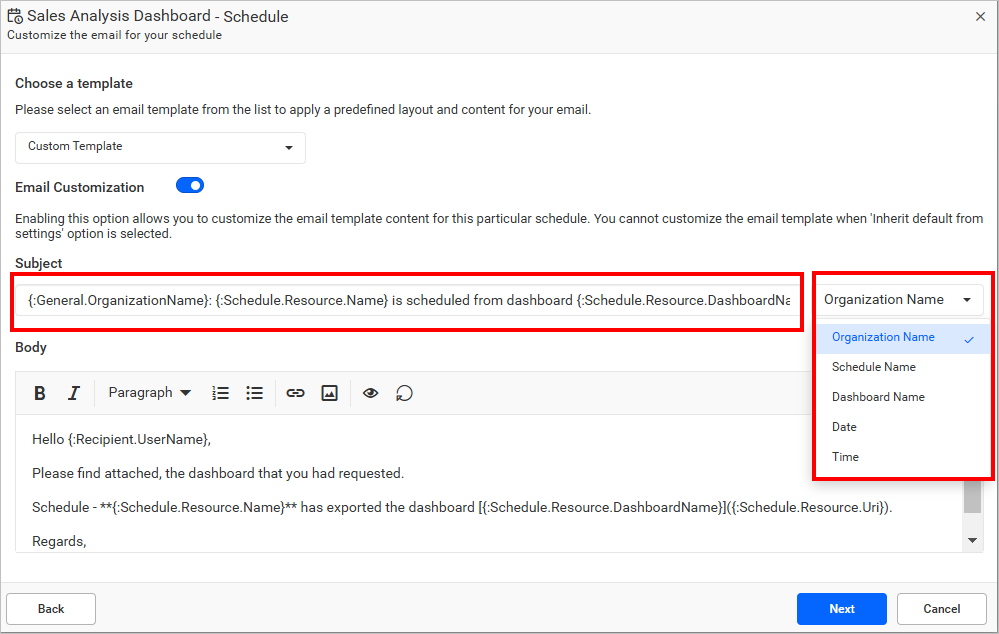 Sales Analysis Dashboard - Schedule
Customize the email for your schedule
Choose a template
Please select an email template from the list to apply a predefined layout and content for your email.
Custom Template
Email Customization
Enabling this option allows you to customize the email template content for this particular schedule. You cannot customize the email template when 'Inherit default from
settings' option is selected.
Subject
{:General.OrganizationName}: {:Schedule.Resource.Name} is scheduled from dashboard {:Schedule.Resource.DashboardNa
Organization Name
Organization Name
Schedule Name
Dashboard Name
Date
Time
Body
B I Paragraph
Hello {:Recipient.UserName},
Please find attached, the dashboard that you had requested.
Schedule - **{:Schedule.Resource.Name}** has exported the dashboard [{:Schedule.Resource.DashboardName}]({:Schedule.Resource.Uri}).
Regards,
Back
Next
Cancel